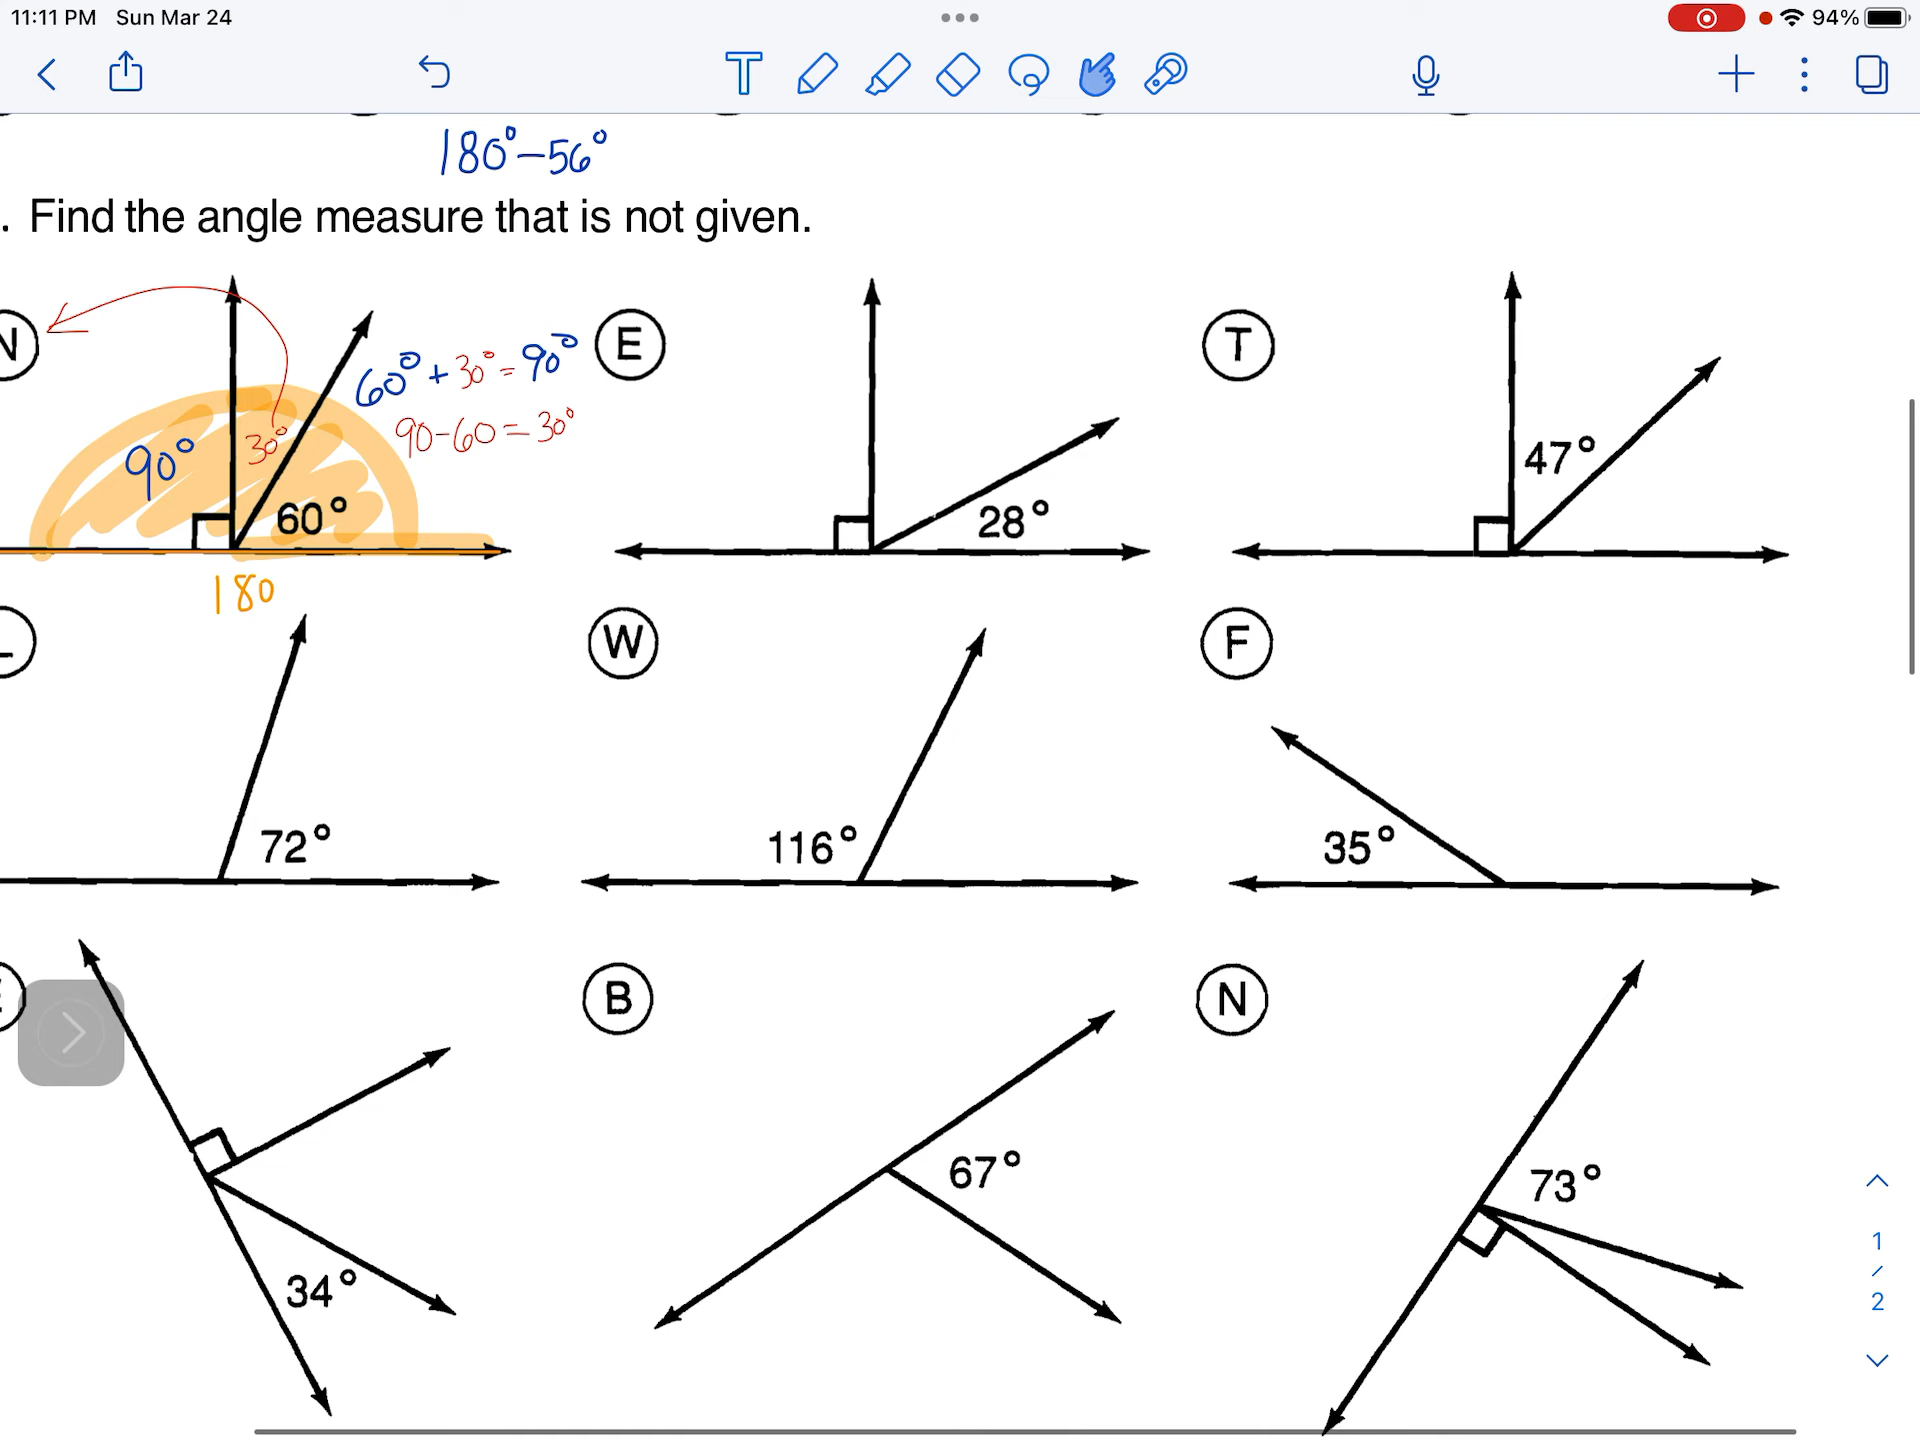 11:11 PM Sun Mar 24
94%
T
180°-56°
. Find the angle measure that is not given.
N
90°
30°
60°
180
60°+30°=90°
90-60=30°
E
28°
T
47°
72°
W
116°
F
35°
34°
B
67°
N
73°
1
/
2